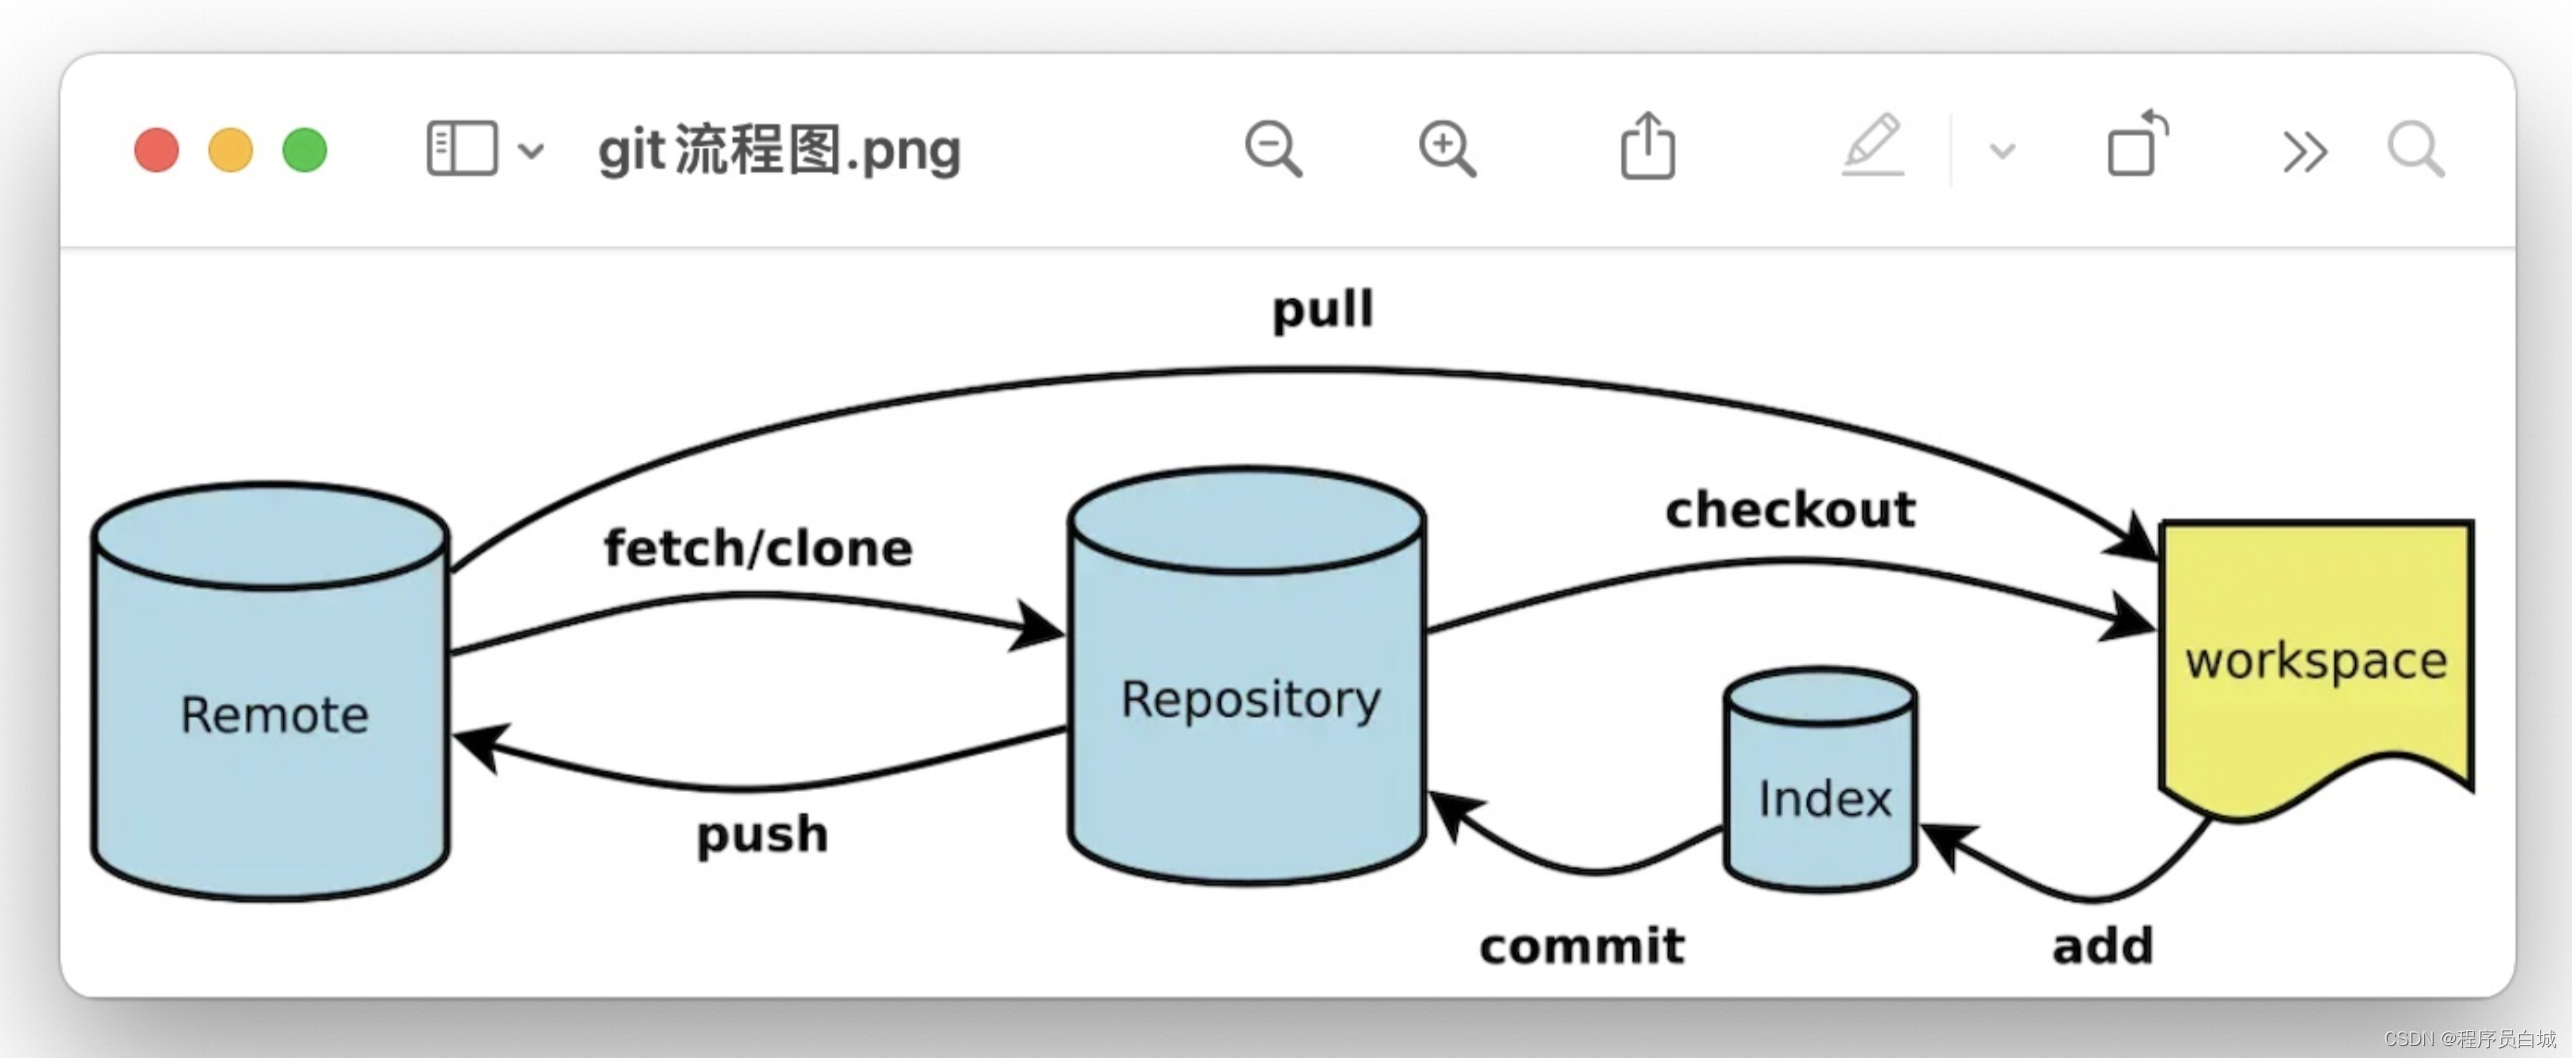 git流程图.png
pull
checkout
fetch/clone
workspace
Remote
Repository
Index
push
commit
add
CSDN @程序员白城